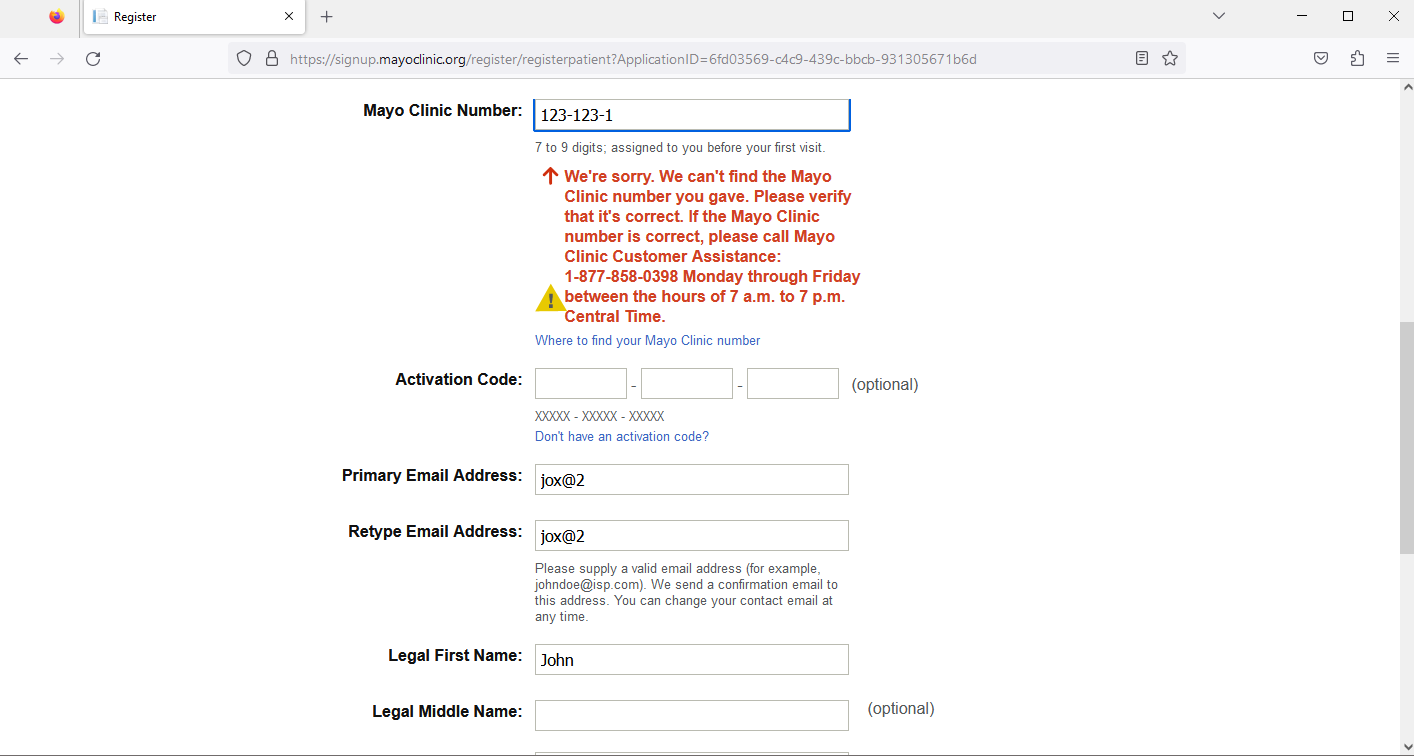 Register
https://signup.mayoclinic.org/register/registerpatient?ApplicationID=6fd03569-c4c9-439c-bbcb-931305671b6d
Mayo Clinic Number: 123-123-1
7 to 9 digits; assigned to you before your first visit.
We're sorry. We can't find the Mayo
Clinic number you gave. Please verify
that it's correct. If the Mayo Clinic
number is correct, please call Mayo
Clinic Customer Assistance:
1-877-858-0398 Monday through Friday
between the hours of 7 a.m. to 7 p.m.
Central Time.
Where to find your Mayo Clinic number
Activation Code: - - (optional)
XXXXX - XXXXX - XXXXX
Don't have an activation code?
Primary Email Address: jox@2
Retype Email Address: jox@2
Please supply a valid email address (for example,
johndoe@isp.com). We send a confirmation email to
this address. You can change your contact email at
any time.
Legal First Name: John
Legal Middle Name: (optional)